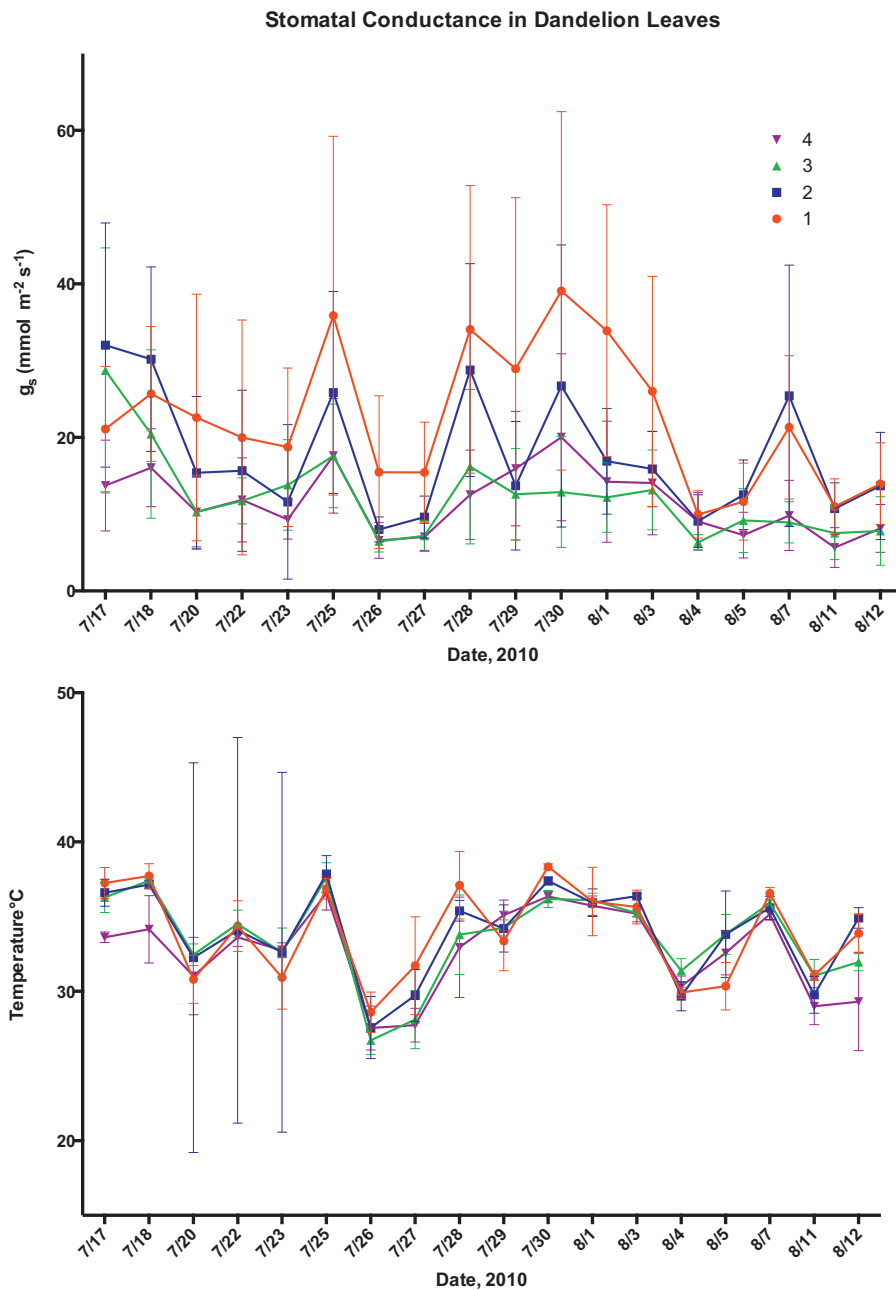 Stomatal Conductance in Dandelion Leaves
60
40
20
0
g_s (mmol m⁻² s⁻¹)
4
3
2
1
7/17 7/18 7/20 7/22 7/23 7/25 7/26 7/27 7/28 7/29 7/30 8/1 8/3 8/4 8/5 8/7 8/11 8/12
Date, 2010
50
40
30
20
Temperature°C
7/17 7/18 7/20 7/22 7/23 7/25 7/26 7/27 7/28 7/29 7/30 8/1 8/3 8/4 8/5 8/7 8/11 8/12
Date, 2010